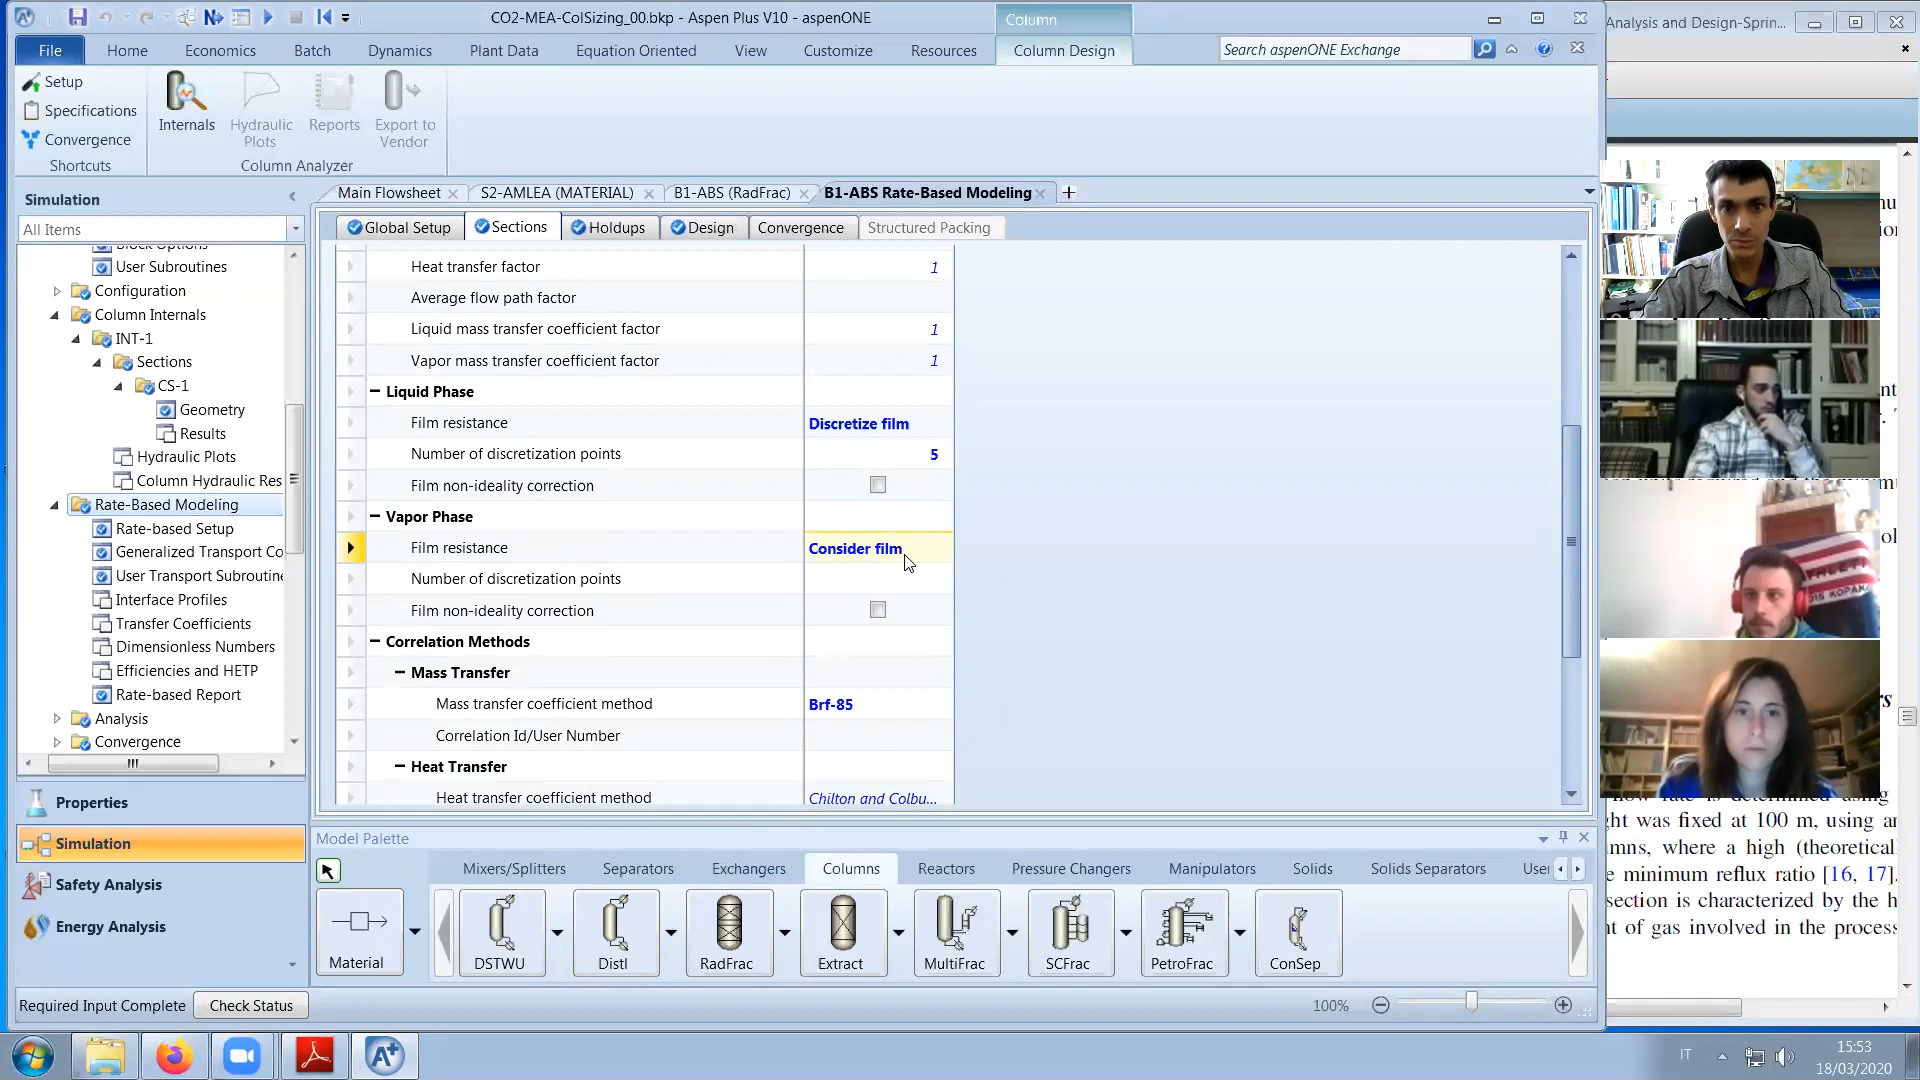 CO2-MEA-ColSizing_00.bkp - Aspen Plus V10 - aspenONE
Column
Analysis and Design-Sprin...
File
Home
Economics
Batch
Dynamics
Plant Data
Equation Oriented
View
Customize
Resources
Column Design
Search aspenONE Exchange
Setup
Specifications
Convergence
Shortcuts
Internals
Hydraulic
Plots
Reports
Export to
Vendor
Column Analyzer
Simulation
All Items
Main Flowsheet
S2-AMLEA (MATERIAL)
B1-ABS (RadFrac)
B1-ABS Rate-Based Modeling
Global Setup
Sections
Holdups
Design
Convergence
Structured Packing
Block Options
User Subroutines
Configuration
Column Internals
INT-1
Sections
CS-1
Geometry
Results
Hydraulic Plots
Column Hydraulic Res
Rate-Based Modeling
Rate-based Setup
Generalized Transport Co
User Transport Subroutine
Interface Profiles
Transfer Coefficients
Dimensionless Numbers
Efficiencies and HETP
Rate-based Report
Analysis
Convergence
Heat transfer factor 1
Average flow path factor
Liquid mass transfer coefficient factor 1
Vapor mass transfer coefficient factor 1
Liquid Phase
Film resistance Discretize film
Number of discretization points 5
Film non-ideality correction
Vapor Phase
Film resistance Consider film
Number of discretization points
Film non-ideality correction
Correlation Methods
Mass Transfer
Mass transfer coefficient method Brf-85
Correlation Id/User Number
Heat Transfer
Heat transfer coefficient method Chilton and Colbu...
Properties
Simulation
Safety Analysis
Energy Analysis
Model Palette
Mixers/Splitters
Separators
Exchangers
Columns
Reactors
Pressure Changers
Manipulators
Solids
Solids Separators
User
Material
DSTWU
Distl
RadFrac
Extract
MultiFrac
SCFrac
PetroFrac
ConSep
Required Input Complete
Check Status
100%
ght was fixed at 100 m, using an
mns, where a high (theoretical
e minimum reflux ratio [16, 17].
section is characterized by the h
t of gas involved in the process
IT
15:53
18/03/2020